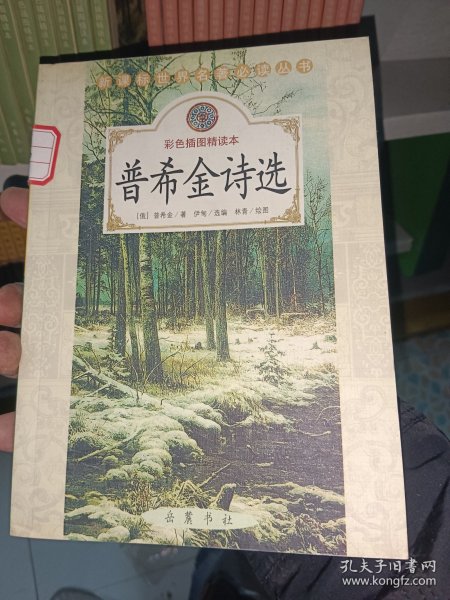 新课标世界名著必读丛书
彩色插图精读本
普希金诗选
[俄] 普希金/著 伊甸/选编 林青/绘图
岳麓书社
孔夫子旧书网
www.kongfz.com